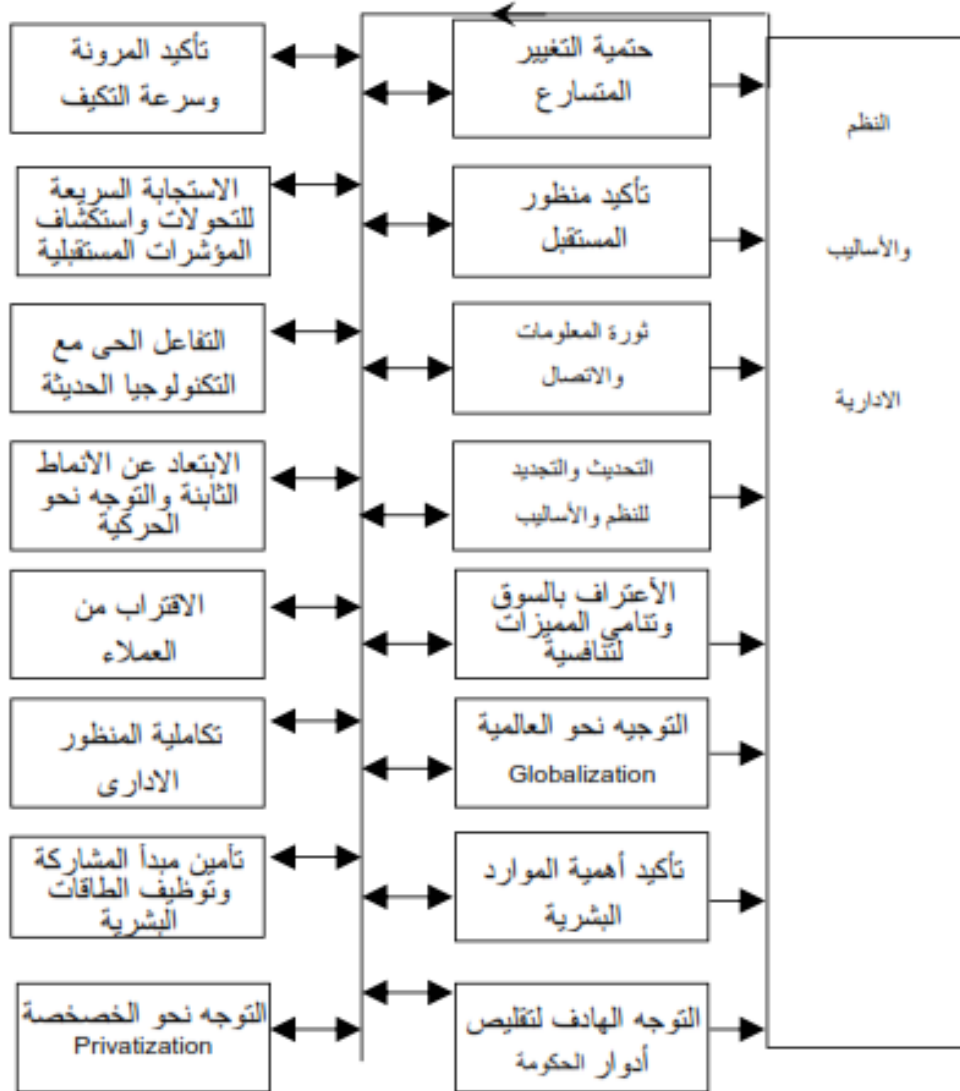 النظم
والأساليب
الادارية
حتمية التغيير
المتسارع
تأكيد المرونة
وسرعة التكيف
تأكيد منظور
المستقبل
الاستجابة السريعة
للتحولات واستكشاف
المؤشرات المستقبلية
ثورة المعلومات
والاتصال
التفاعل الحى مع
التكنولوجيا الحديثة
التحديث والتجديد
للنظم والأساليب
الابتعاد عن الانماط
الثابتة والتوجه نحو
الحركية
الأعتراف بالسوق
وتنامى المميزات
لتنافسية
الاقتراب من
العملاء
التوجيه نحو العالمية
Globalization
تكاملية المنظور
الادارى
تأكيد أهمية الموارد
البشرية
تأمين مبدأ المشاركة
وتوظيف الطاقات
البشرية
التوجه الهادف لتقليص
أدوار الحكومة
التوجه نحو الخصخصة
Privatization